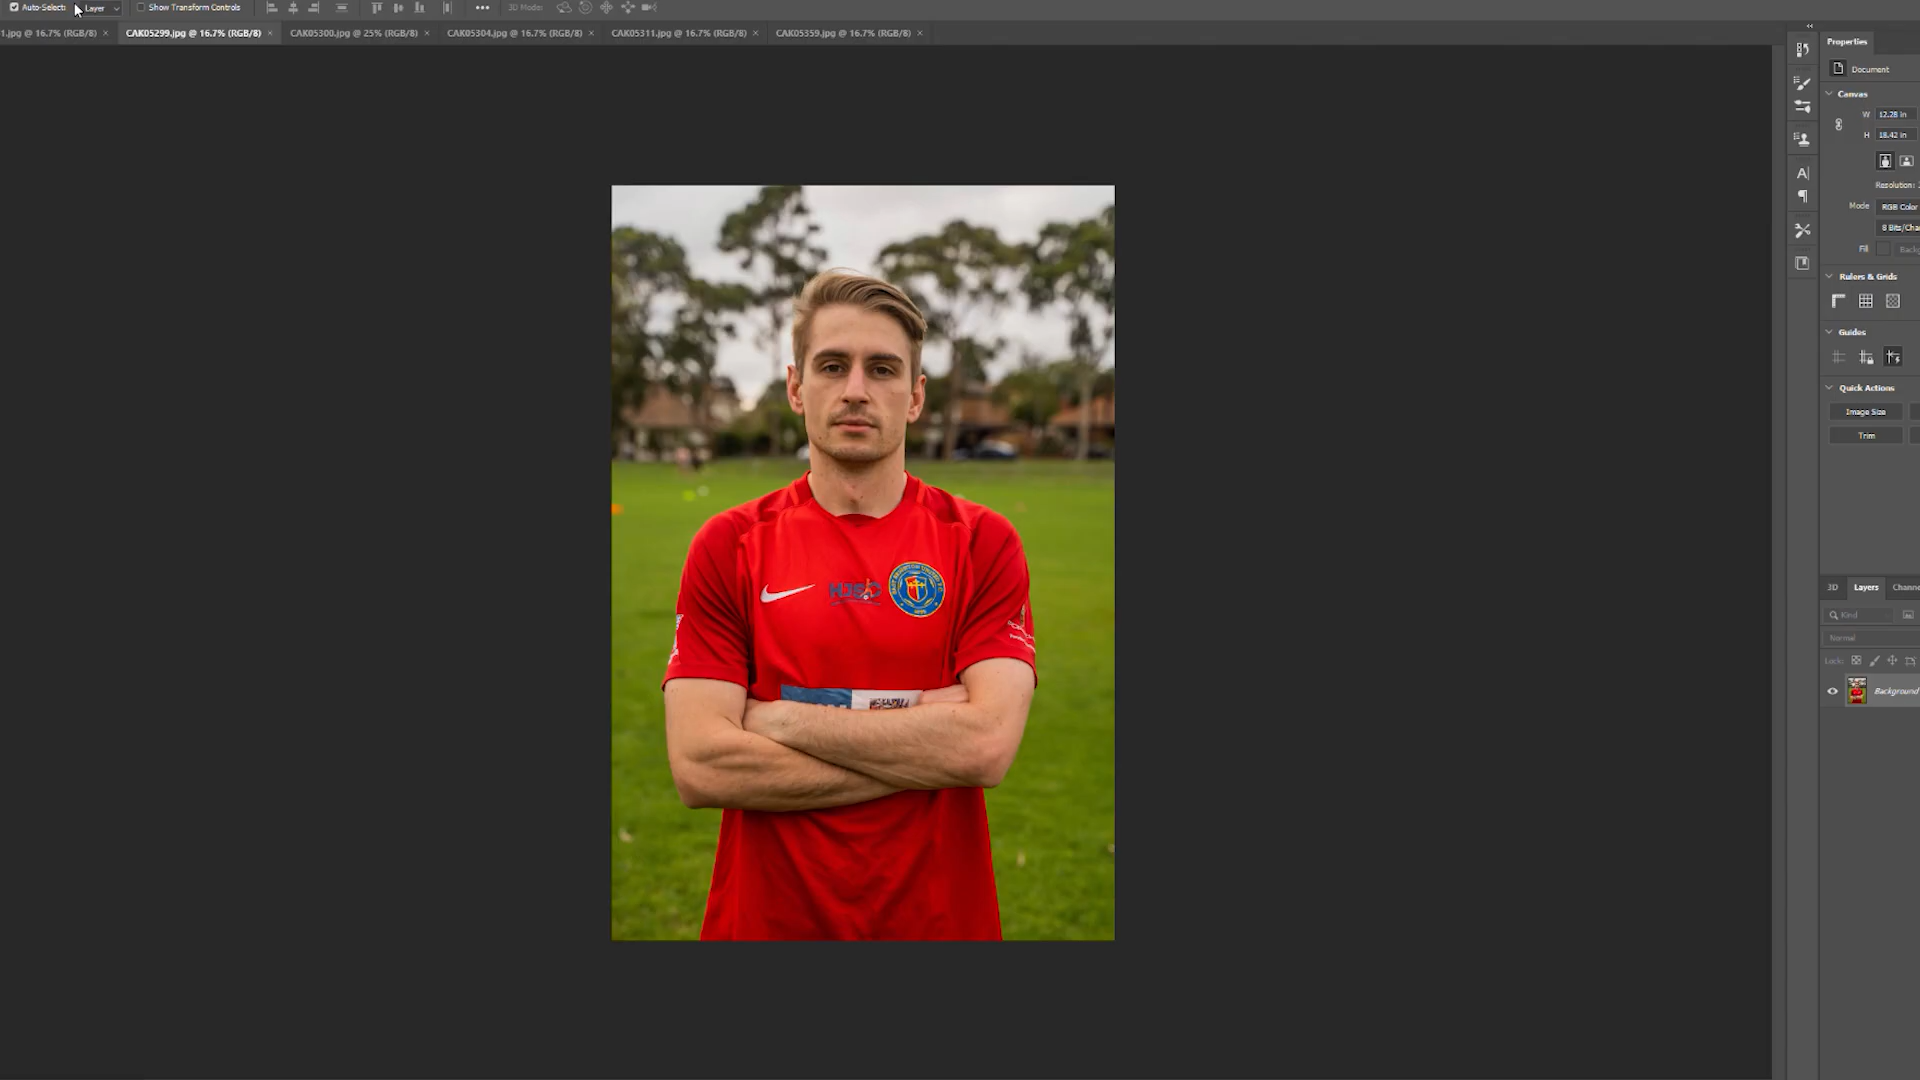 Auto-Select: Layer Show Transform Controls 3D Mode:
1.jpg @ 16.7% (RGB/8) × CAK05299.jpg @ 16.7% (RGB/8) × CAK05300.jpg @ 25% (RGB/8) × CAK05304.jpg @ 16.7% (RGB/8) × CAK05311.jpg @ 16.7% (RGB/8) × CAK05359.jpg @ 16.7% (RGB/8) ×
Properties
Document
Canvas
W 12.28 in
H 18.42 in
Resolution:
Mode RGB Color
8 Bits/Cha
Fill Backg
Rulers & Grids
Guides
Quick Actions
Image Size
Trim
3D Layers Channe
Kind
Normal
Lock:
Background